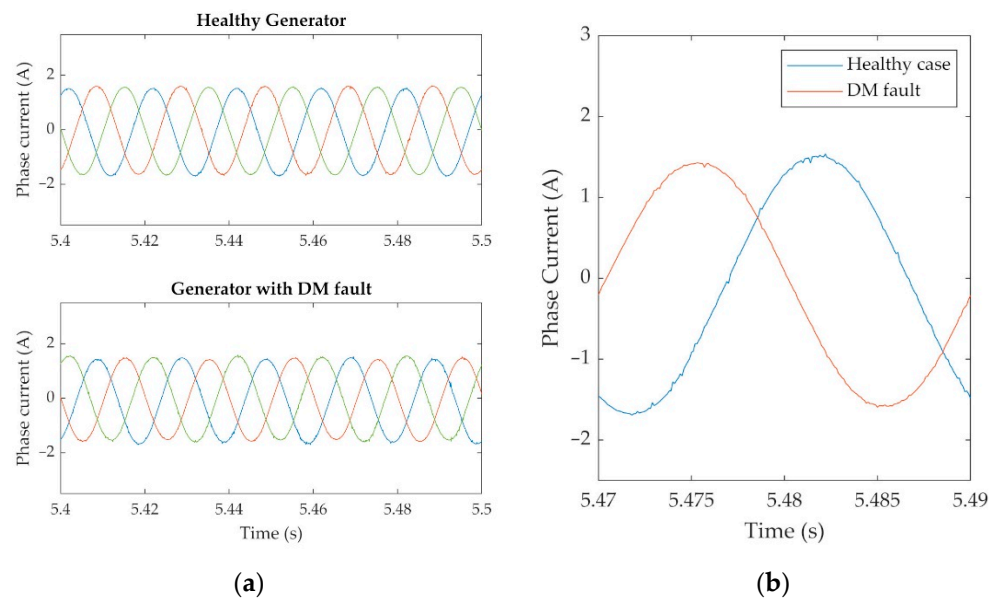 Healthy Generator
Phase current (A)
2
0
−2
5.4 5.42 5.44 5.46 5.48 5.5
Generator with DM fault
Phase current (A)
2
0
−2
5.4 5.42 5.44 5.46 5.48 5.5
Time (s)
(a)
Healthy case
DM fault
Phase Current (A)
3
2
1
0
−1
−2
5.47 5.475 5.48 5.485 5.49
Time (s)
(b)